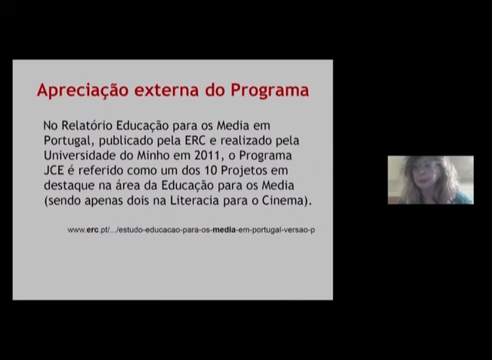 Apreciação externa do Programa
No Relatório Educação para os Media em
Portugal, publicado pela ERC e realizado pela
Universidade do Minho em 2011, o Programa
JCE é referido como um dos 10 Projetos em
destaque na área da Educação para os Media
(sendo apenas dois na Literacia para o Cinema).
www.erc.pt/.../estudo-educacao-para-os-media-em-portugal-versao-p